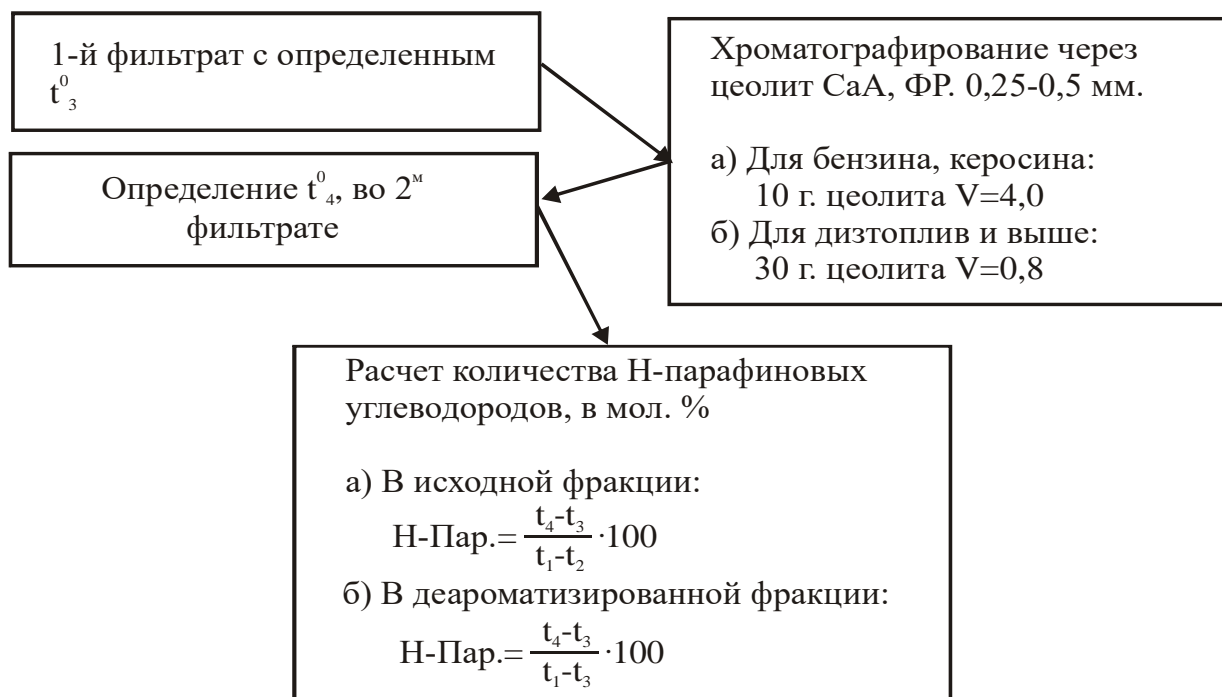 1-й фильтрат с определенным
t⁰₃
Хроматографирование через
цеолит СаА, ФР. 0,25-0,5 мм.
а) Для бензина, керосина:
10 г. цеолита V=4,0
б) Для дизтоплив и выше:
30 г. цеолита V=0,8
Определение t⁰₄, во 2ᵐ
фильтрате
Расчет количества Н-парафиновых
углеводородов, в мол. %
а) В исходной фракции:
Н-Пар.= (t₄-t₃)/(t₁-t₂) ·100
б) В деароматизированной фракции:
Н-Пар.= (t₄-t₃)/(t₁-t₃) ·100